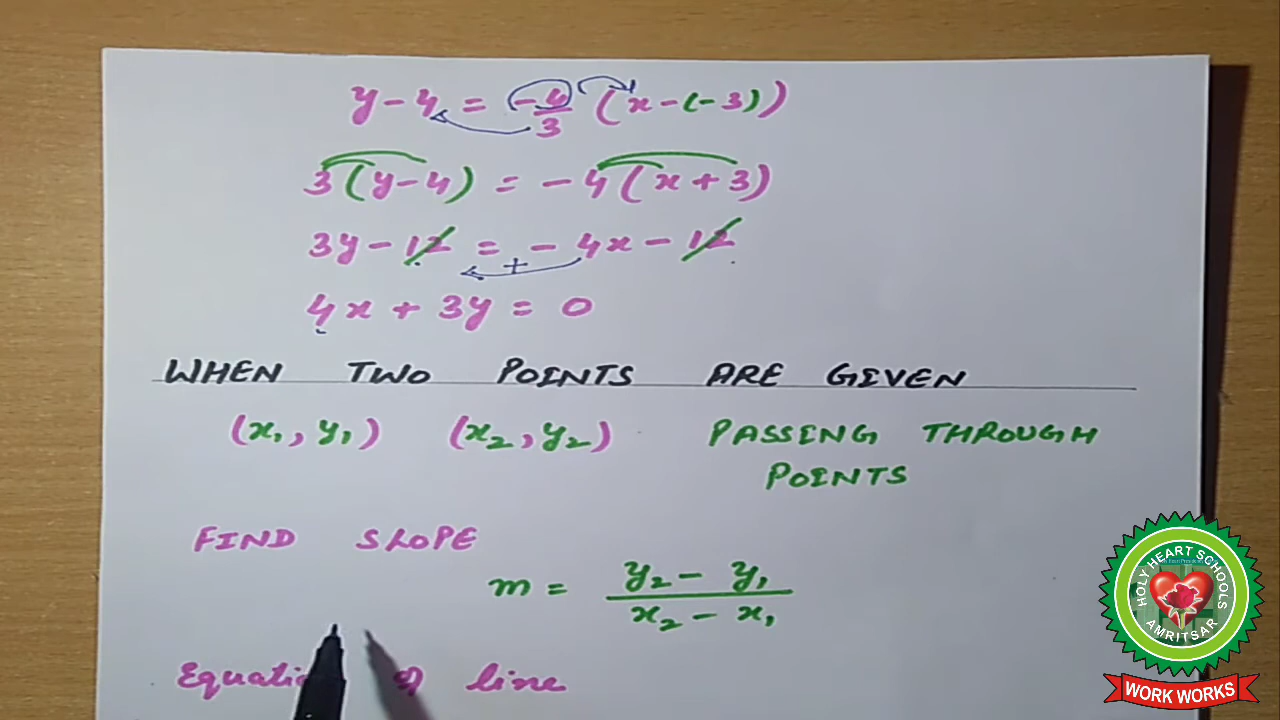 y - 4 = -4/3 (x - (-3))
3(y-4) = -4(x+3)
3y - 12 = -4x - 12
+
4x + 3y = 0
WHEN TWO POINTS ARE GIVEN
(x₁, y₁) (x₂, y₂) PASSING THROUGH
POINTS
FIND SLOPE
m = y₂ - y₁ / x₂ - x₁
Equation of line
HOLY HEART SCHOOLS
AMRITSAR
WORK WORKS